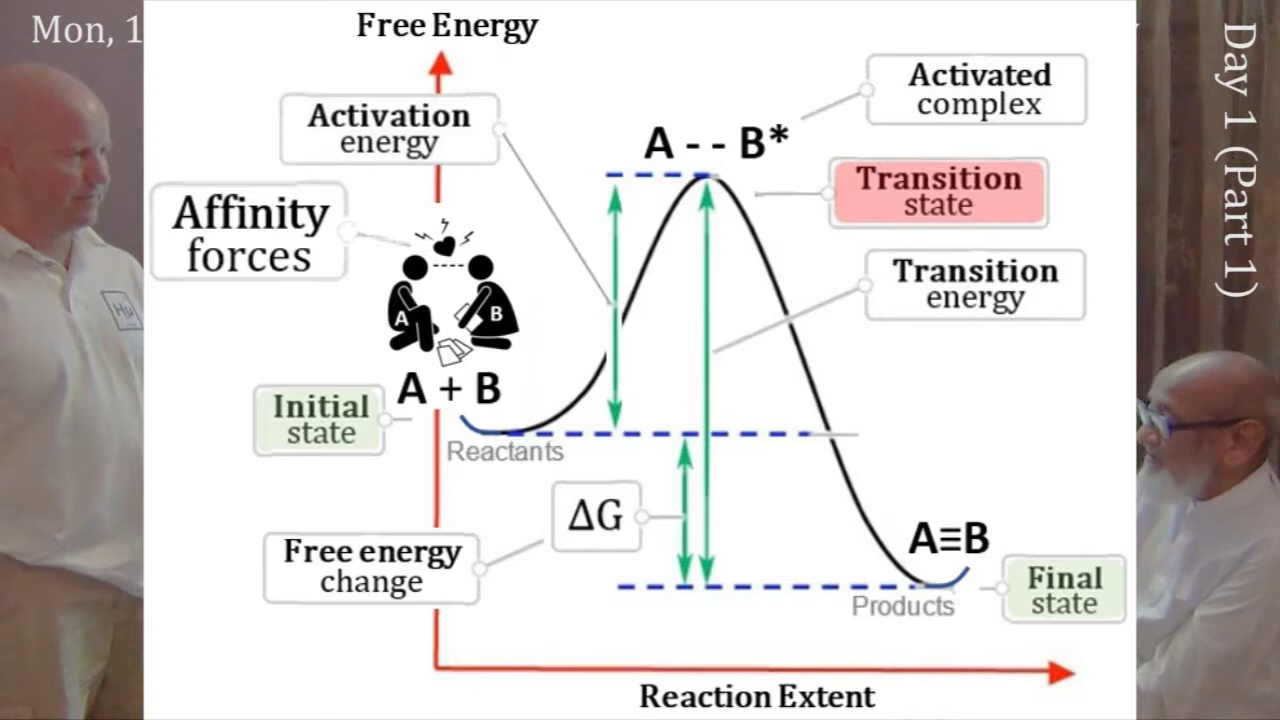 Mon, 1
Free Energy
Day 1 (Part 1)
Activation
energy
Activated
complex
A - - B*
Transition
state
Affinity
forces
Transition
energy
A
B
Hu
A + B
Initial
state
Reactants
ΔG
Free energy
change
A≡B
Final
state
Products
Reaction Extent